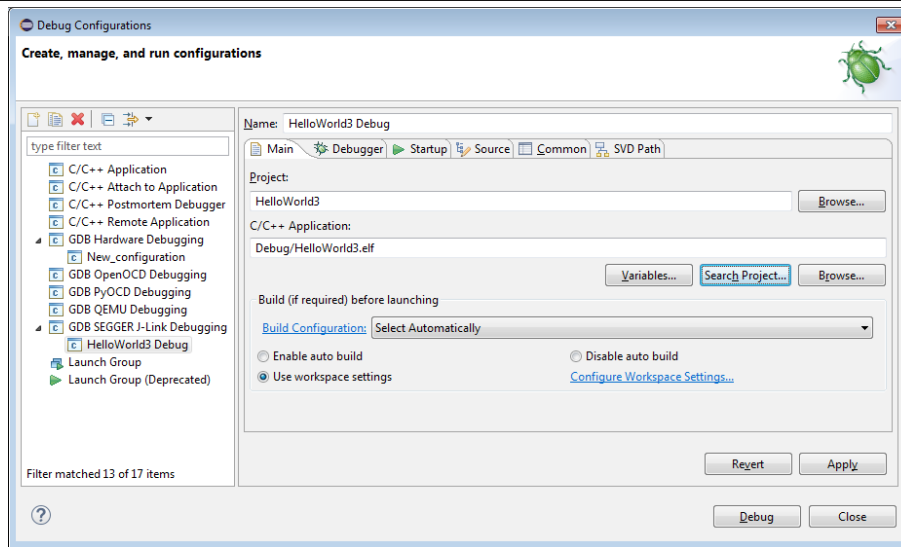 Debug Configurations
Create, manage, and run configurations
Name: HelloWorld3 Debug
type filter text
Main Debugger Startup Source Common SVD Path
C/C++ Application
C/C++ Attach to Application
C/C++ Postmortem Debugger
C/C++ Remote Application
GDB Hardware Debugging
New_configuration
GDB OpenOCD Debugging
GDB PyOCD Debugging
GDB QEMU Debugging
GDB SEGGER J-Link Debugging
HelloWorld3 Debug
Launch Group
Launch Group (Deprecated)
Filter matched 13 of 17 items
Project:
HelloWorld3 Browse...
C/C++ Application:
Debug/HelloWorld3.elf
Variables... Search Project... Browse...
Build (if required) before launching
Build Configuration: Select Automatically
Enable auto build Disable auto build
Use workspace settings Configure Workspace Settings...
Revert Apply
? Debug Close